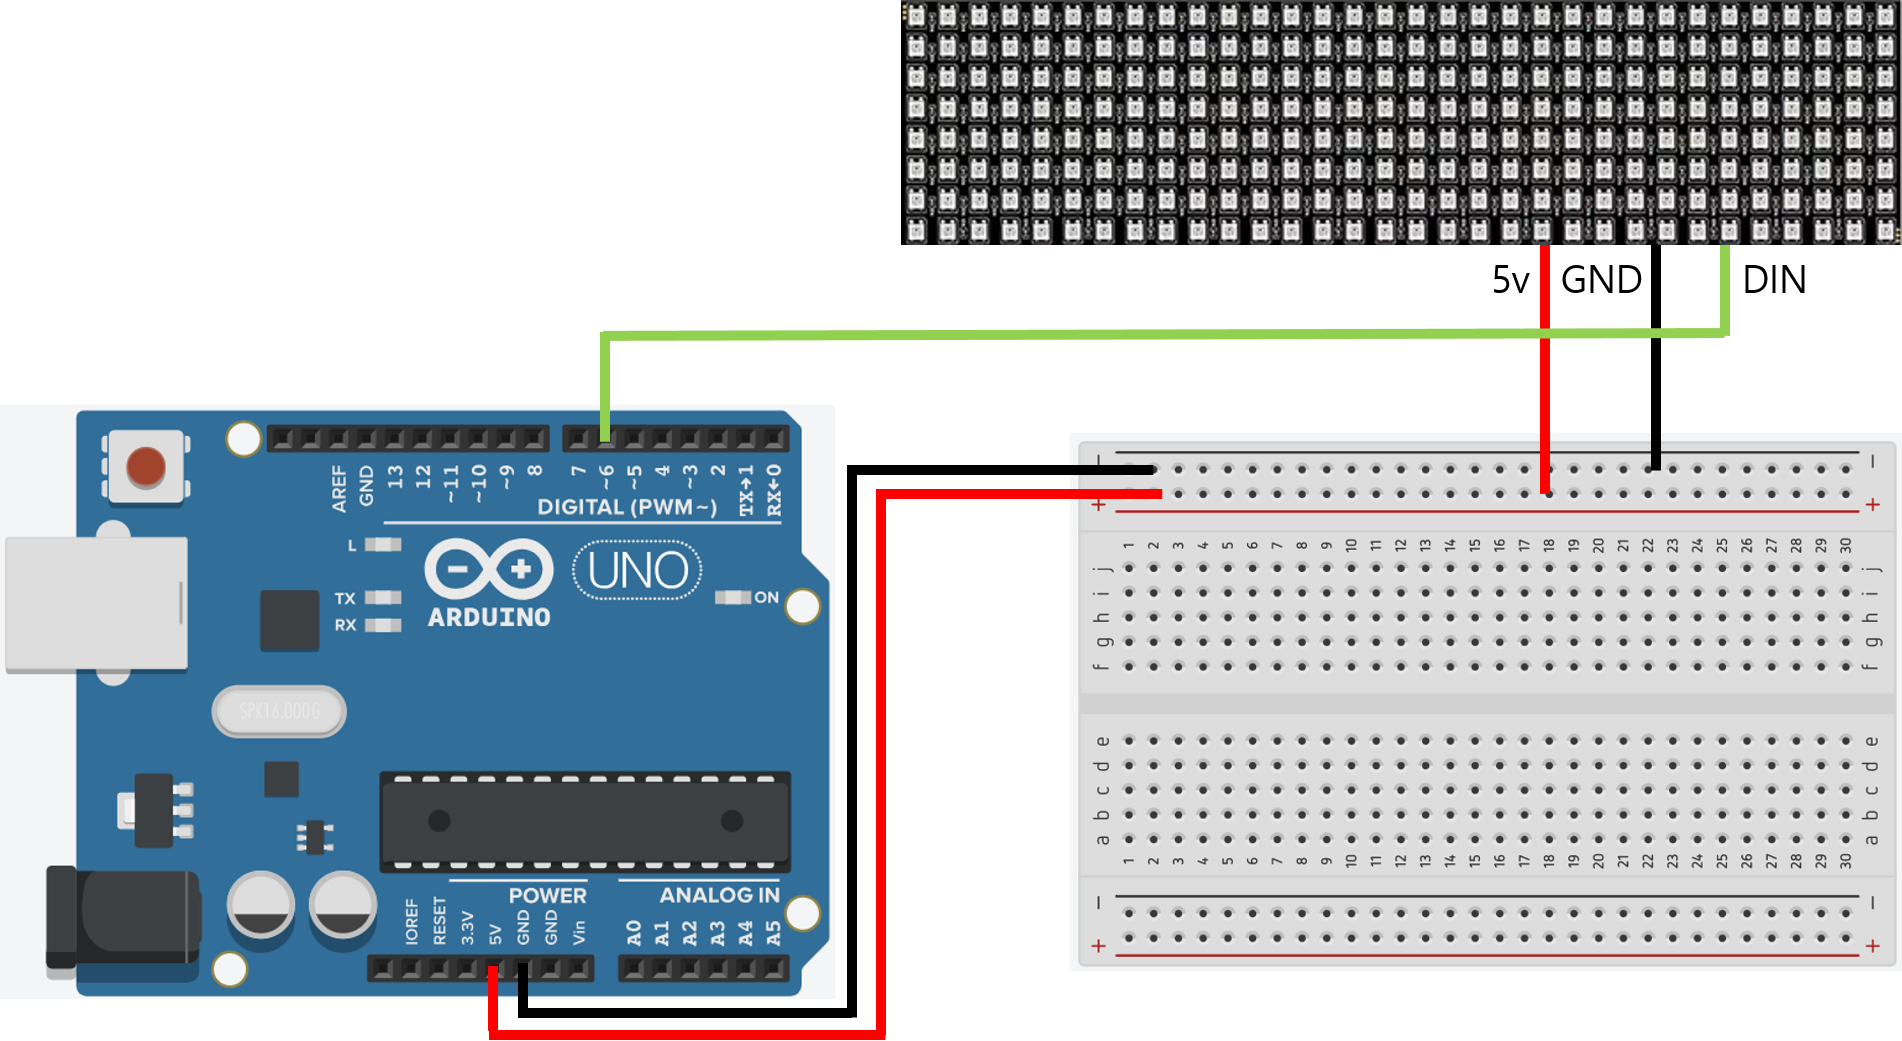 5v GND DIN
AREF GND 13 12 ~11 ~10 ~9 8 7 ~6 ~5 4 ~3 2 TX→1 RX←0
DIGITAL (PWM~)
L
TX
RX
UNO
ARDUINO
ON
SPK16.000G
POWER ANALOG IN
IOREF RESET 3.3V 5V GND GND Vin A0 A1 A2 A3 A4 A5
− −
+ +
1 2 3 4 5 6 7 8 9 10 11 12 13 14 15 16 17 18 19 20 21 22 23 24 25 26 27 28 29 30
j j
i i
h h
g g
f f
e e
d d
c c
b b
a a
1 2 3 4 5 6 7 8 9 10 11 12 13 14 15 16 17 18 19 20 21 22 23 24 25 26 27 28 29 30
− −
+ +